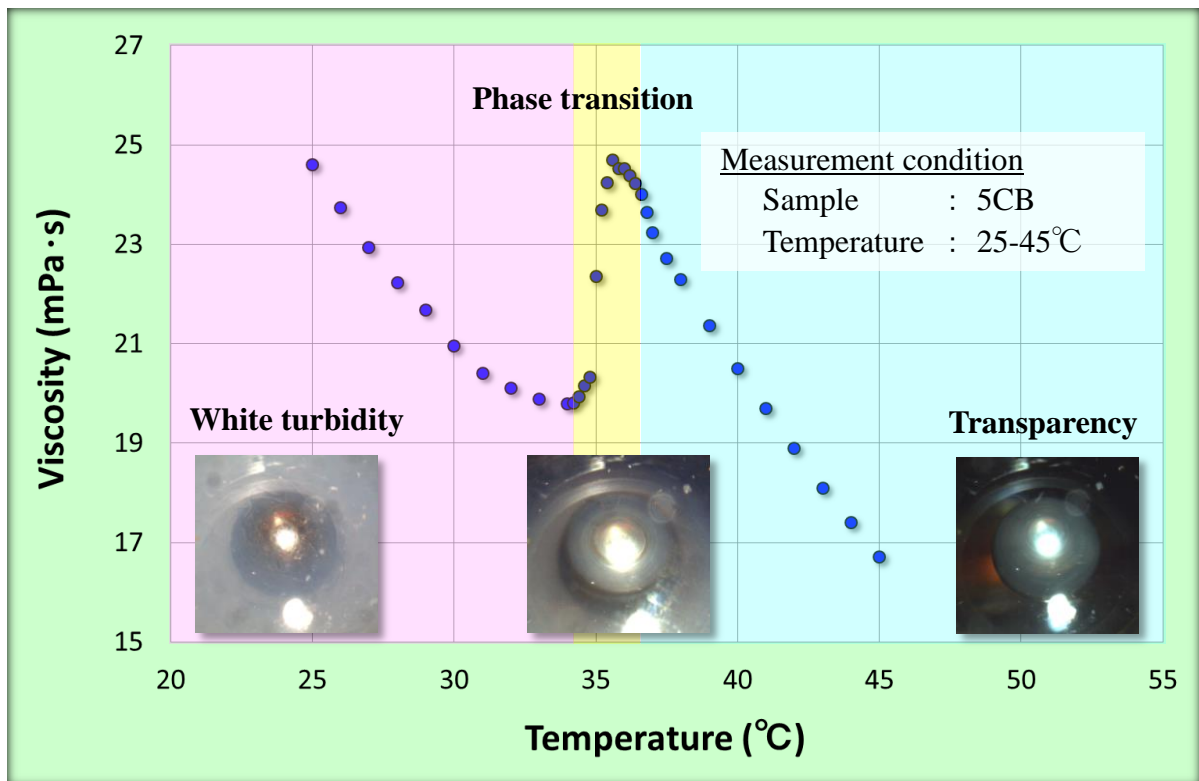 27
25
23
21
19
17
15
Viscosity (mPa・s)
Phase transition
Measurement condition
Sample : 5CB
Temperature : 25-45℃
White turbidity
Transparency
20 25 30 35 40 45 50 55
Temperature (℃)